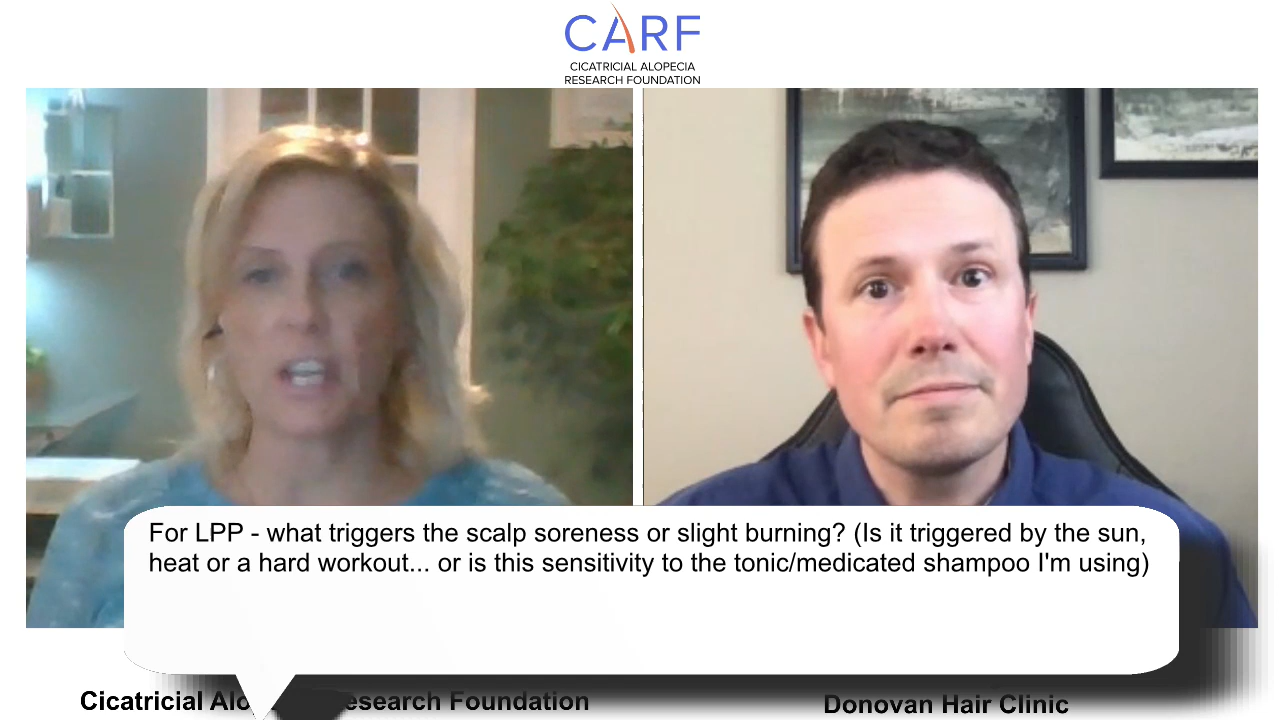 CARF
CICATRICIAL ALOPECIA
RESEARCH FOUNDATION
For LPP - what triggers the scalp soreness or slight burning? (Is it triggered by the sun,
heat or a hard workout... or is this sensitivity to the tonic/medicated shampoo I'm using)
Cicatricial Alo esearch Foundation
Donovan Hair Clinic